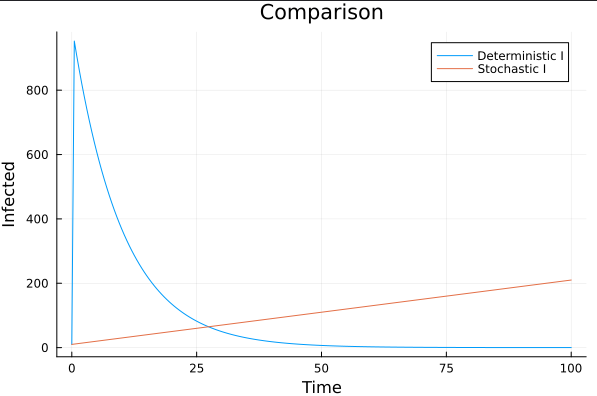 Comparison
Deterministic I
Stochastic I
800
600
400
200
0
Infected
0 25 50 75 100
Time